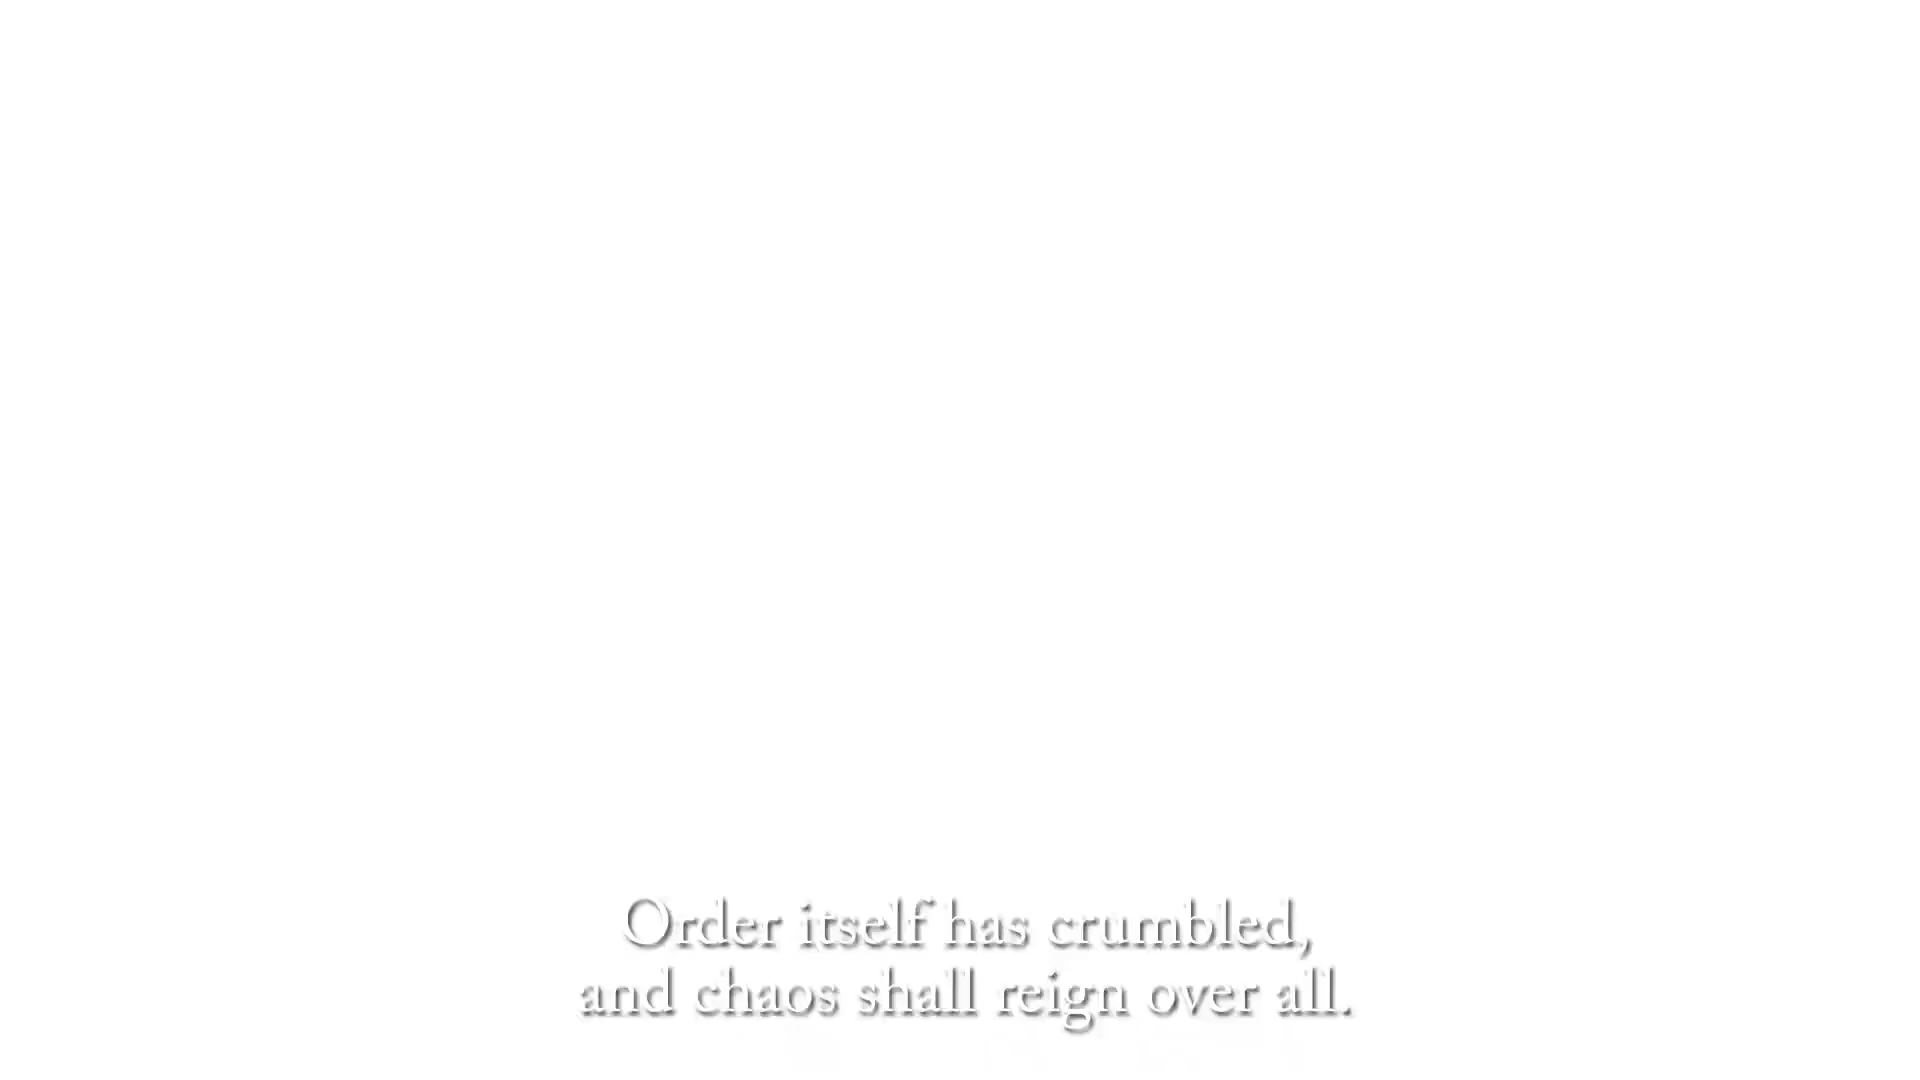 Order itself has crumbled,
and chaos shall reign over all.